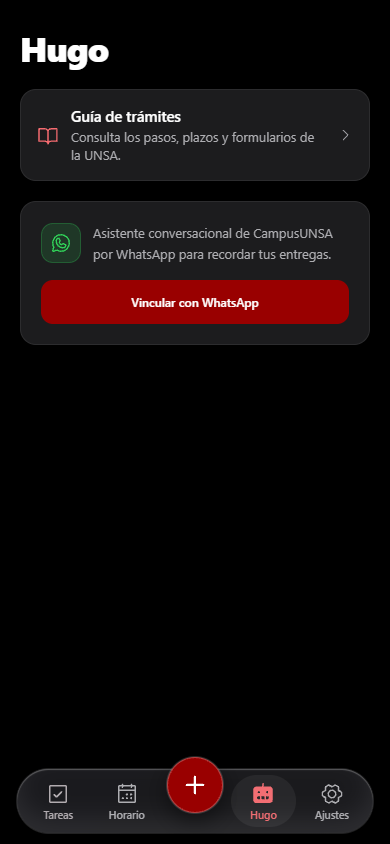 Hugo
Guía de trámites
Consulta los pasos, plazos y formularios de
la UNSA.
Asistente conversacional de CampusUNSA
por WhatsApp para recordar tus entregas.
Vincular con WhatsApp
Tareas
Horario
Hugo
Ajustes